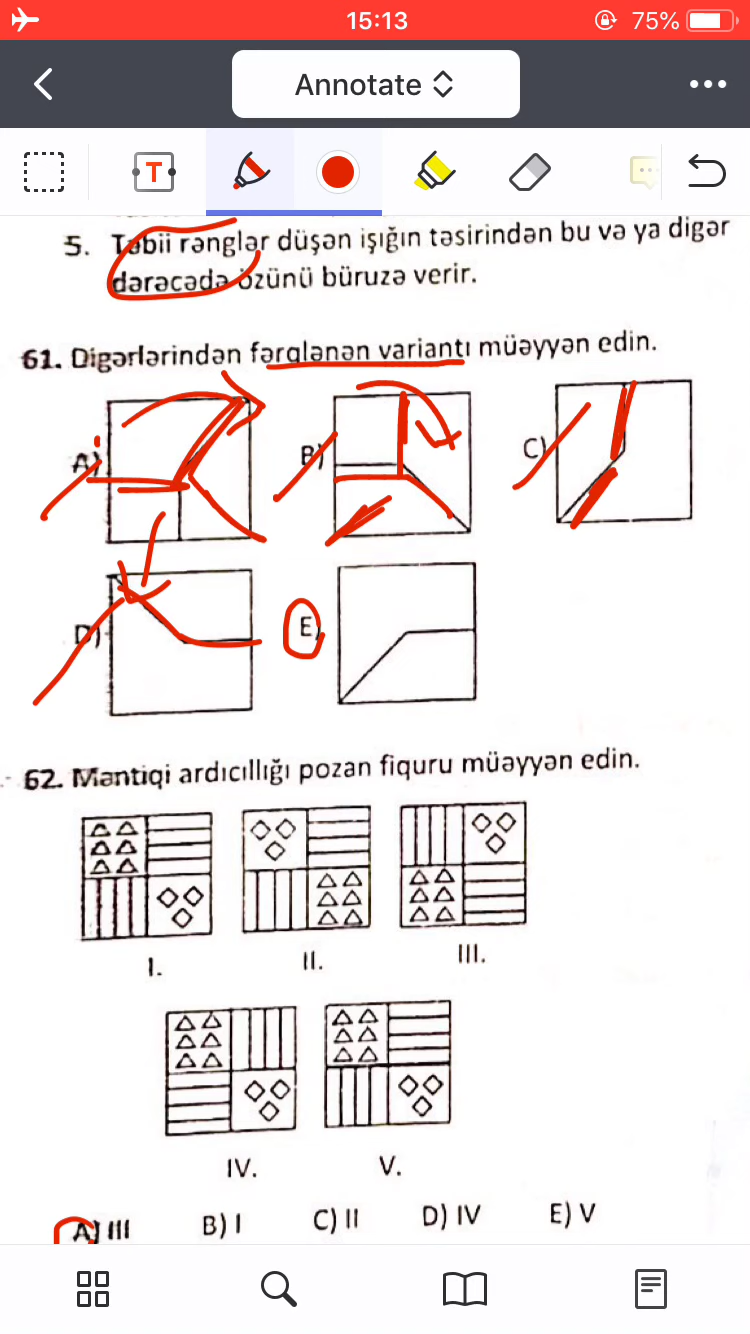 15:13
75%
Annotate
T
5. Təbii rənglər düşən işığın təsirindən bu və ya digər
dərəcədə özünü büruzə verir.
61. Digərlərindən fərqlənən variantı müəyyən edin.
A)
B)
C)
D)
E)
62. Məntiqi ardıcıllığı pozan fiquru müəyyən edin.
I.
II.
III.
IV.
V.
A) III
B) I
C) II
D) IV
E) V